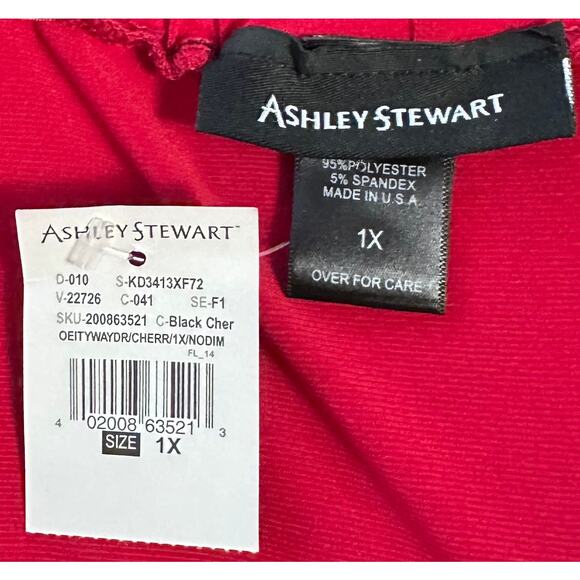 ASHLEY STEWART
95% POLYESTER
5% SPANDEX
MADE IN U.S.A
1X
OVER FOR CARE
ASHLEY STEWART™
D-010 S-KD3413XF72
V-22726 C-041 SE-F1
SKU-200863521 C-Black Cher
OEITYWAYDR/CHERR/1X/NODIM
FL_14
4 02008 63521 3
SIZE 1X